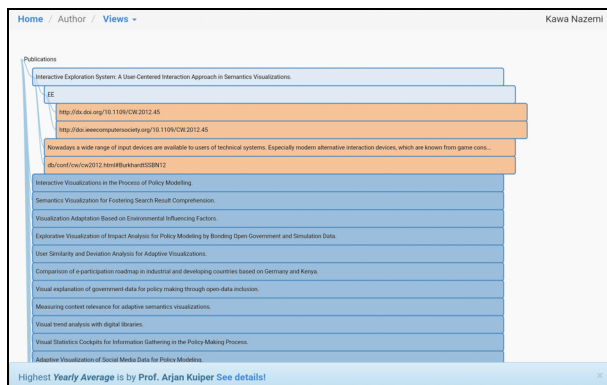 Home / Author / Views
Kawa Nazemi
Publications
Interactive Exploration System: A User-Centered Interaction Approach in Semantics Visualizations.
EE
http://dx.doi.org/10.1109/CW.2012.45
http://doi.ieeecomputersociety.org/10.1109/CW.2012.45
Nowadays a wide range of input devices are available to users of technical systems. Especially modern alternative interaction devices, which are known from game cons...
db/conf/cw/cw2012.html#BurkhardtSSBN12
Interactive Visualizations in the Process of Policy Modelling.
Semantics Visualization for Fostering Search Result Comprehension.
Visualization Adaptation Based on Environmental Influencing Factors.
Explorative Visualization of Impact Analysis for Policy Modeling by Bonding Open Government and Simulation Data.
User Similarity and Deviation Analysis for Adaptive Visualizations.
Comparison of e-participation roadmap in industrial and developing countries based on Germany and Kenya.
Visual explanation of government-data for policy making through open-data inclusion.
Measuring context relevance for adaptive semantics visualizations.
Visual trend analysis with digital libraries.
Visual Statistics Cockpits for Information Gathering in the Policy-Making Process.
Adaptive Visualization of Social Media Data for Policy Modeling.
Highest Yearly Average is by Prof. Arjan Kuiper See details!
×